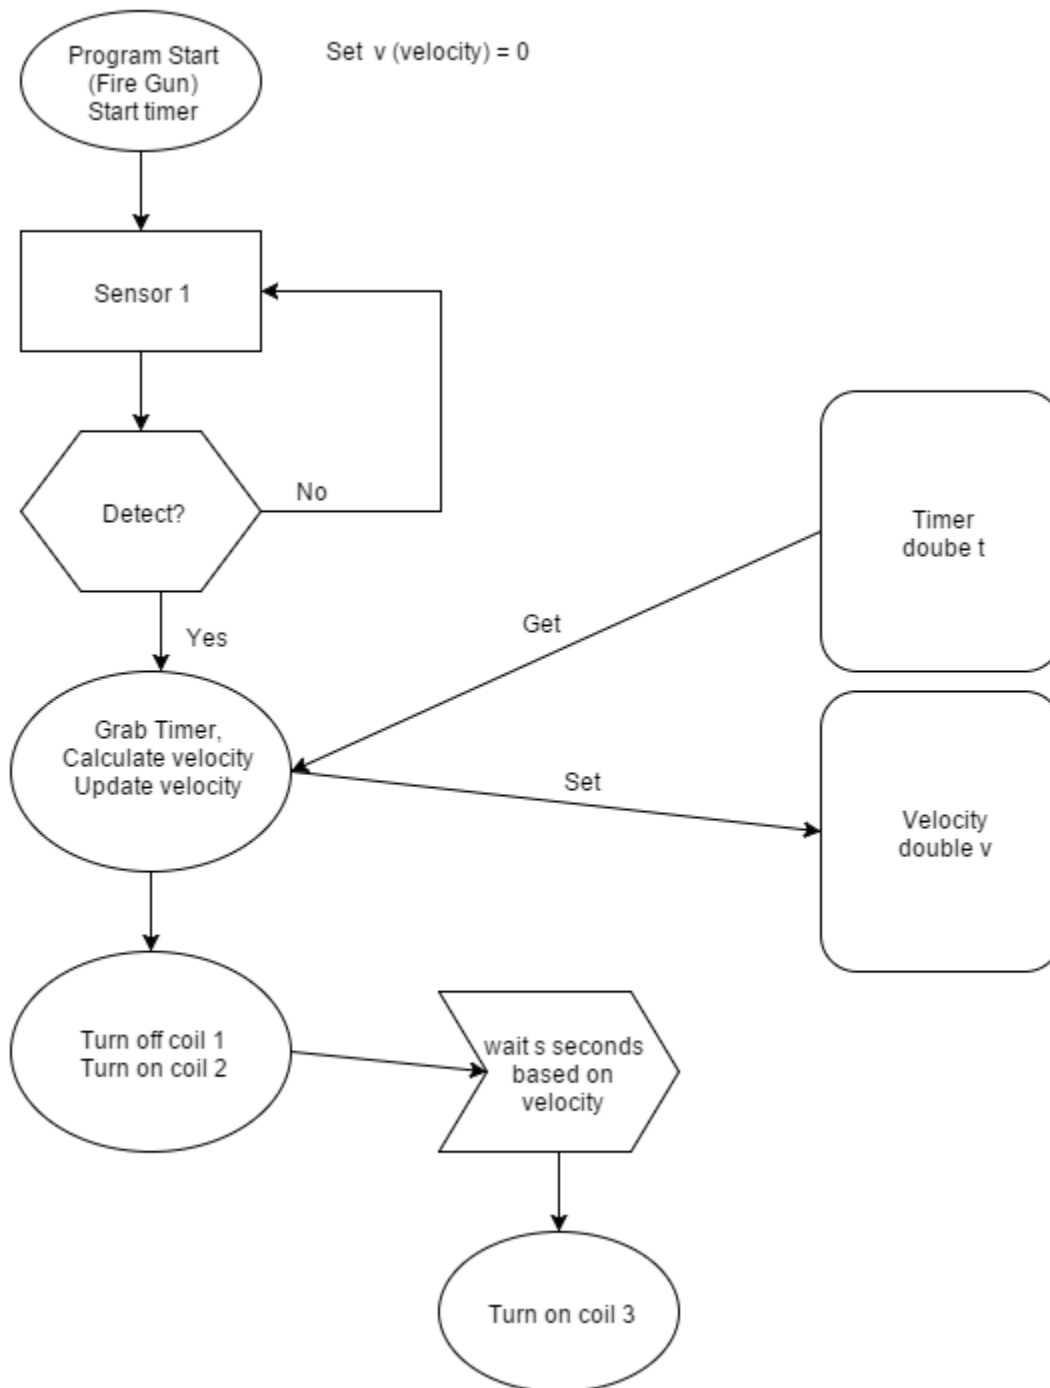 Program Start
(Fire Gun)
Start timer
Set v (velocity) = 0
Sensor 1
Detect?
No
Yes
Timer
doube t
Get
Grab Timer,
Calculate velocity
Update velocity
Set
Velocity
double v
Turn off coil 1
Turn on coil 2
wait s seconds
based on
velocity
Turn on coil 3